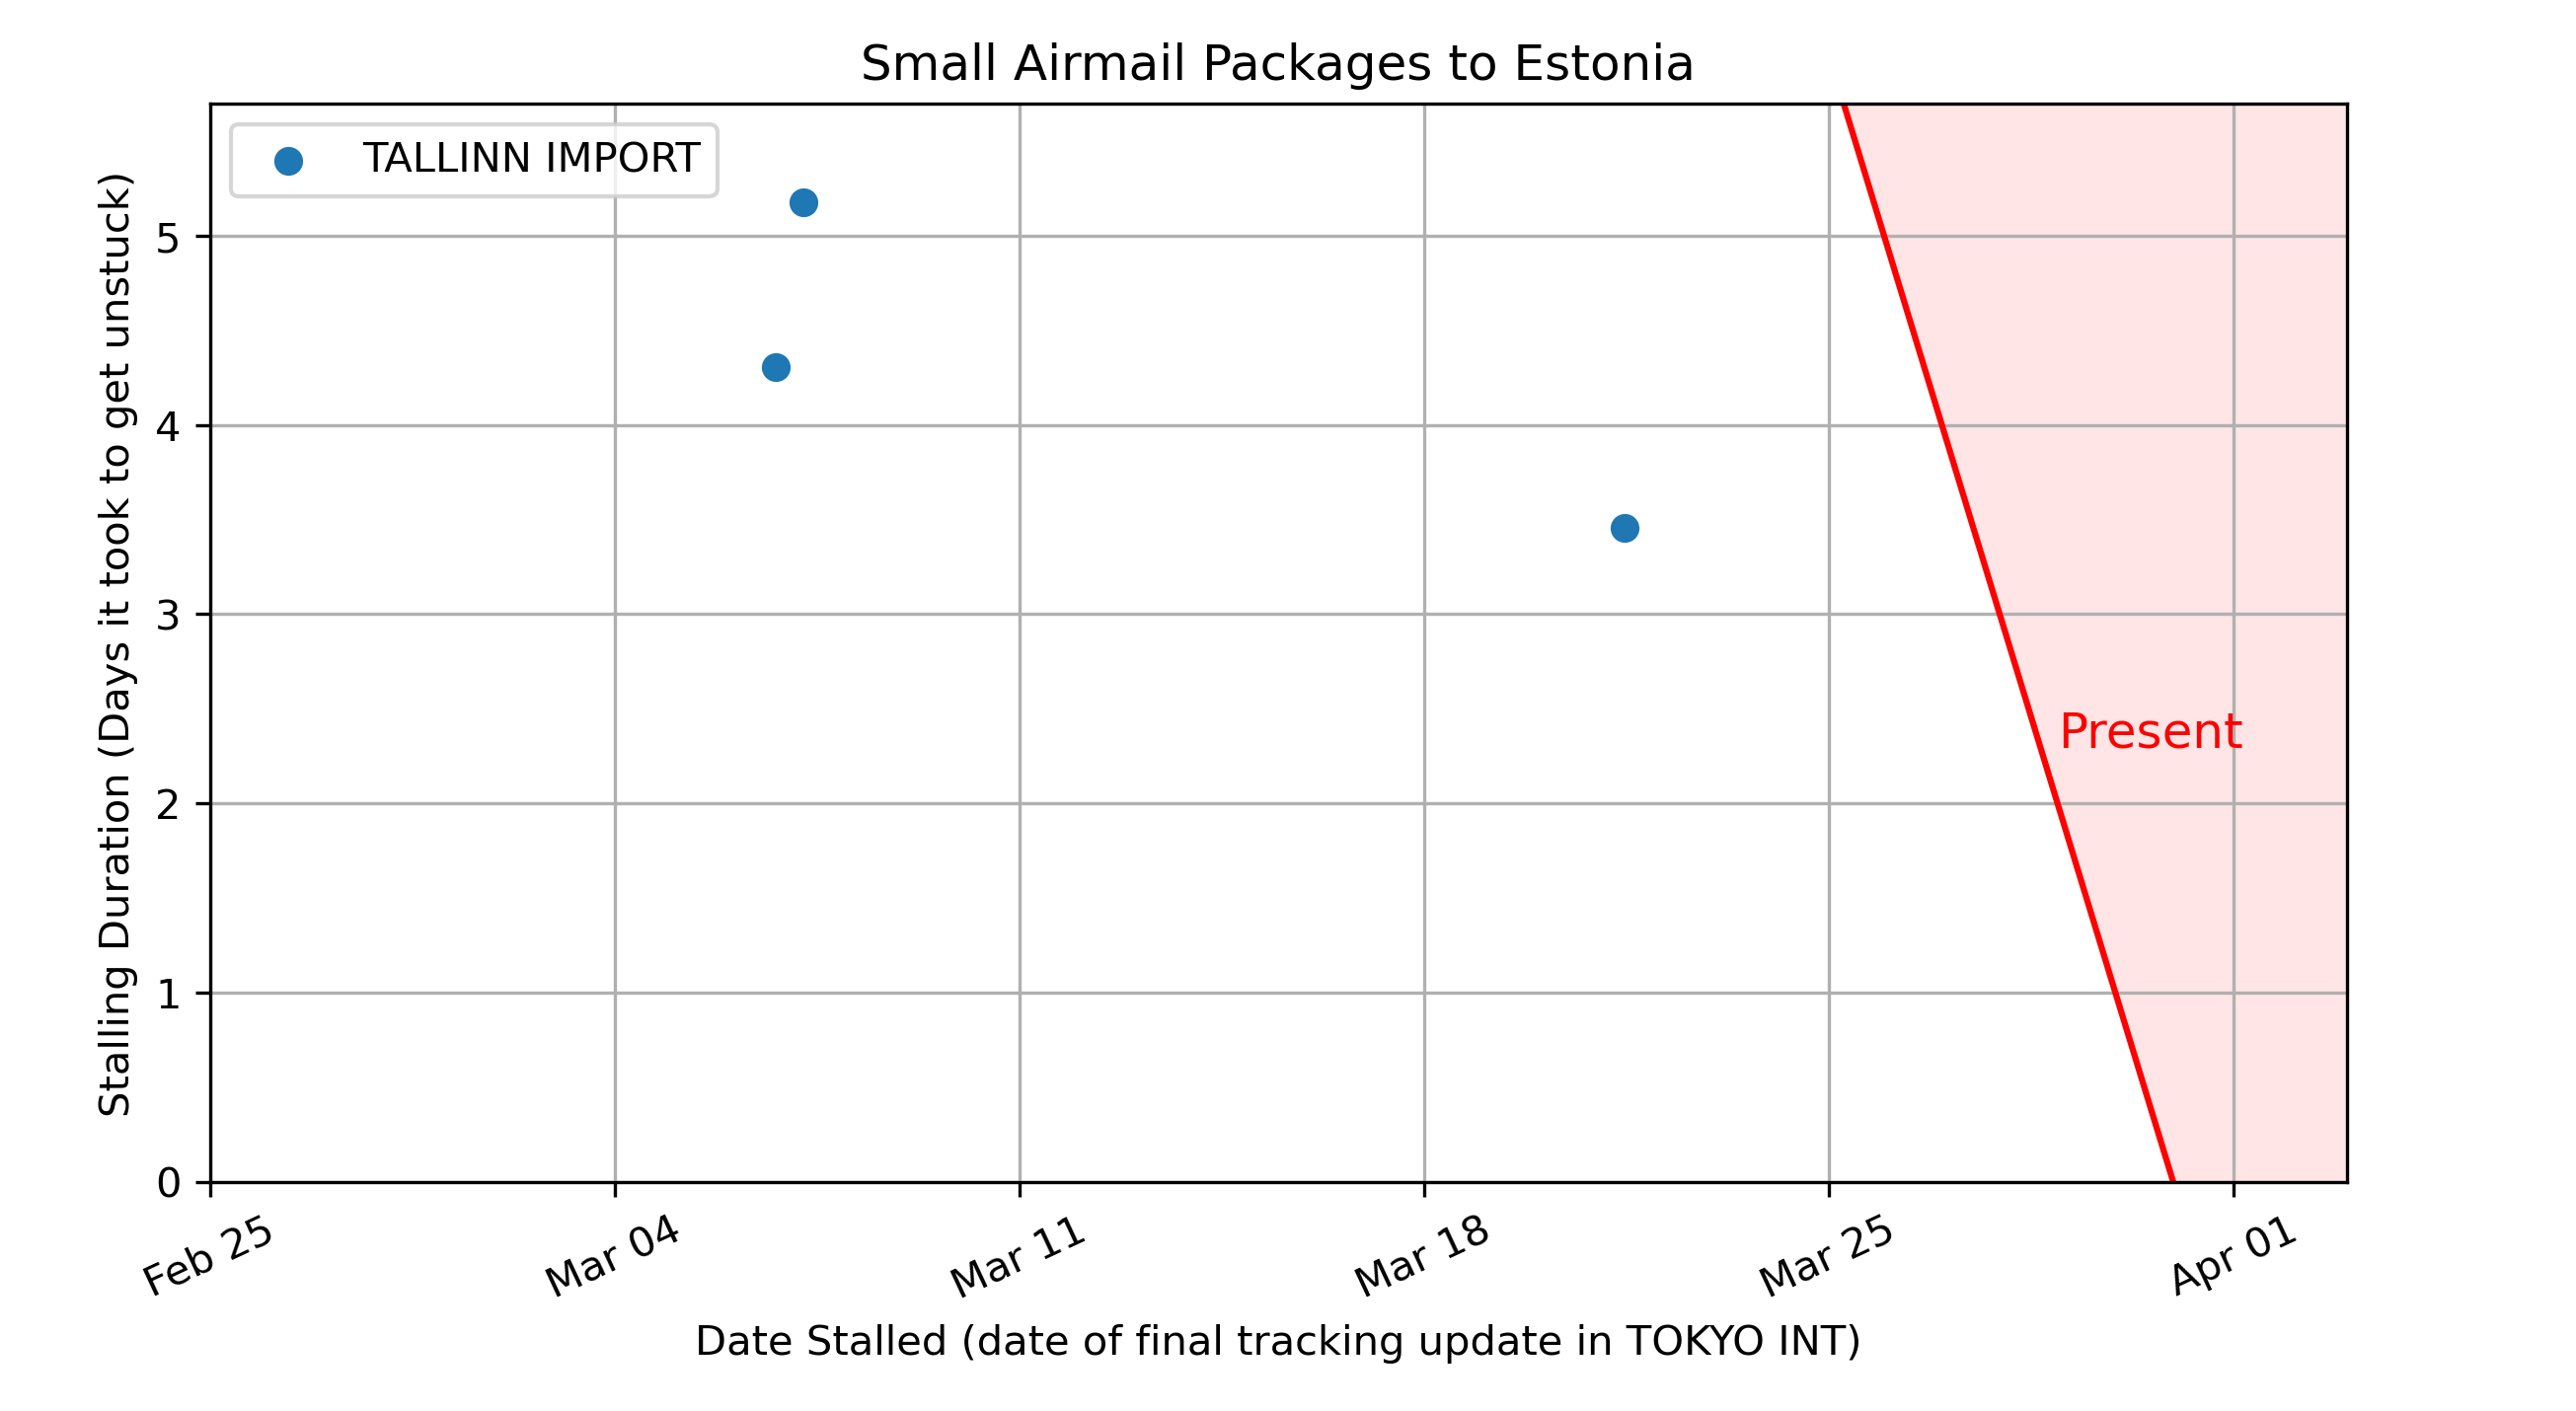 Small Airmail Packages to Estonia
TALLINN IMPORT
Stalling Duration (Days it took to get unstuck)
5
4
3
2
1
0
Present
Feb 25
Mar 04
Mar 11
Mar 18
Mar 25
Apr 01
Date Stalled (date of final tracking update in TOKYO INT)